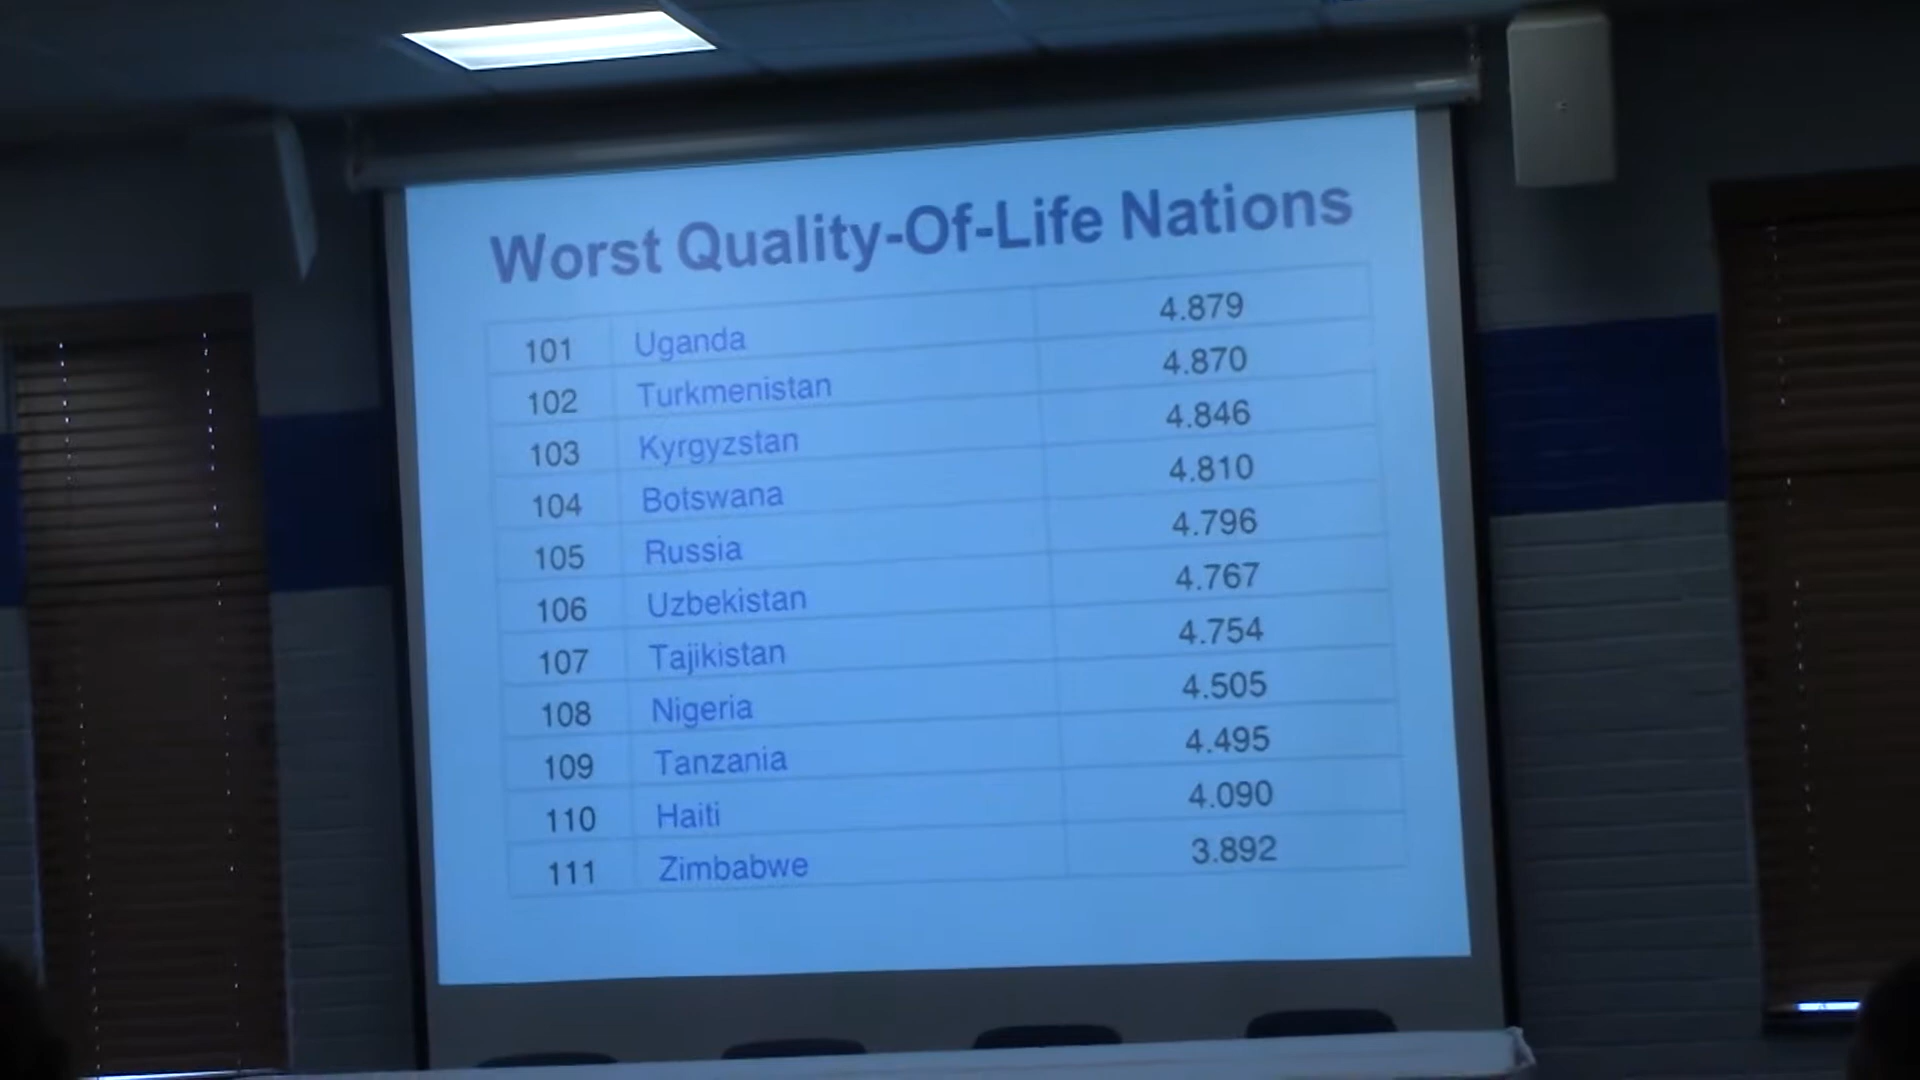 Worst Quality-Of-Life Nations
101 Uganda 4.879
102 Turkmenistan 4.870
103 Kyrgyzstan 4.846
104 Botswana 4.810
105 Russia 4.796
106 Uzbekistan 4.767
107 Tajikistan 4.754
108 Nigeria 4.505
109 Tanzania 4.495
110 Haiti 4.090
111 Zimbabwe 3.892